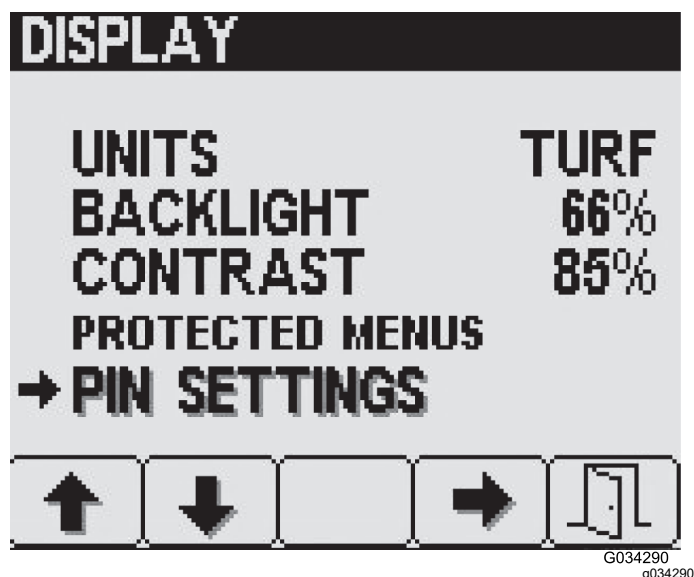 DISPLAY
UNITS TURF
BACKLIGHT 66%
CONTRAST 85%
PROTECTED MENUS
PIN SETTINGS
G034290
g034290